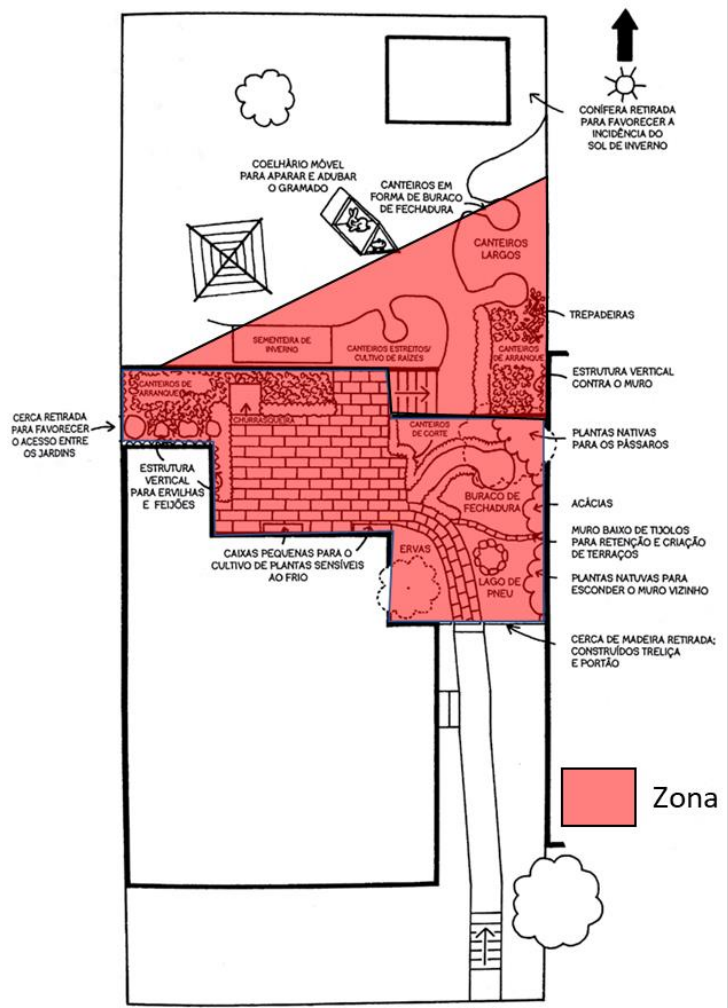 CONÍFERA RETIRADA
PARA FAVORECER A
INCIDÊNCIA DO
SOL DE INVERNO
COELHÁRIO MÓVEL
PARA APARAR E ADUBAR
O GRAMADO
CANTEIROS EM
FORMA DE BURACO
DE FECHADURA
CANTEIROS
LARGOS
TREPADEIRAS
SEMENTEIRA DE
INVERNO
CANTEIROS ESTREITOS/
CULTIVO DE RAÍZES
CANTEIROS
DE ARRANQUE
ESTRUTURA VERTICAL
CONTRA O MURO
CANTEIROS DE
ARRANQUE
CHURRASQUEIRA
CERCA RETIRADA
PARA FAVORECER
O ACESSO ENTRE
OS JARDINS
CANTEIROS
DE CORTE
PLANTAS NATIVAS
PARA OS PÁSSAROS
ESTRUTURA
VERTICAL
PARA ERVILHAS
E FEIJÕES
BURACO DE
FECHADURA
ACÁCIAS
MURO BAIXO DE TIJOLOS
PARA RETENÇÃO E CRIAÇÃO
DE TERRAÇOS
CAIXAS PEQUENAS PARA O
CULTIVO DE PLANTAS SENSÍVEIS
AO FRIO
ERVAS
LAGO DE
PNEU
PLANTAS NATUVAS PARA
ESCONDER O MURO VIZINHO
CERCA DE MADEIRA RETIRADA;
CONSTRUÍDOS TRELIÇA
E PORTÃO
Zona